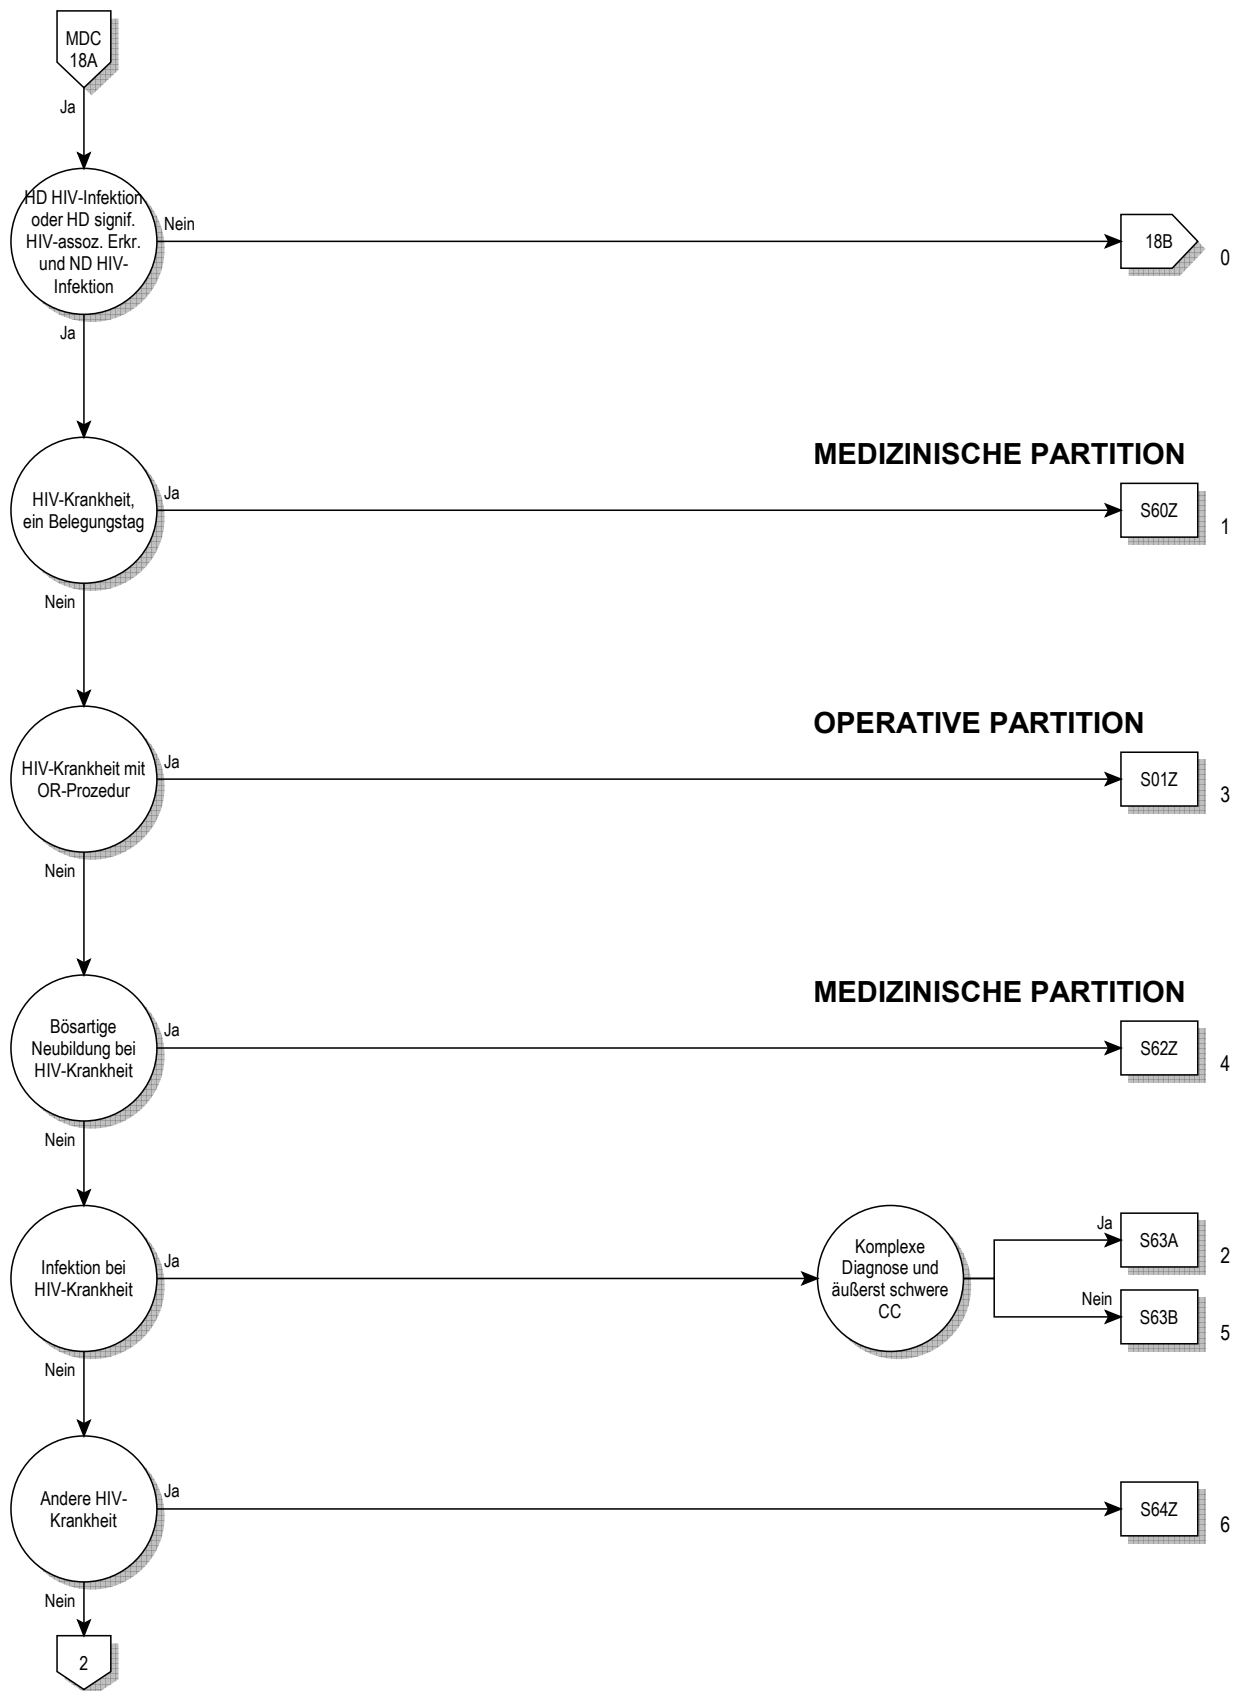 MDC
18A
Ja
HD HIV-Infektion
oder HD signif.
HIV-assoz. Erkr.
und ND HIV-
Infektion
Nein
18B
0
Ja
MEDIZINISCHE PARTITION
HIV-Krankheit,
ein Belegungstag
Ja
S60Z
1
Nein
OPERATIVE PARTITION
HIV-Krankheit mit
OR-Prozedur
Ja
S01Z
3
Nein
MEDIZINISCHE PARTITION
Bösartige
Neubildung bei
HIV-Krankheit
Ja
S62Z
4
Nein
Infektion bei
HIV-Krankheit
Ja
Komplexe
Diagnose und
äußerst schwere
CC
Ja
S63A
2
Nein
S63B
5
Nein
Andere HIV-
Krankheit
Ja
S64Z
6
Nein
2